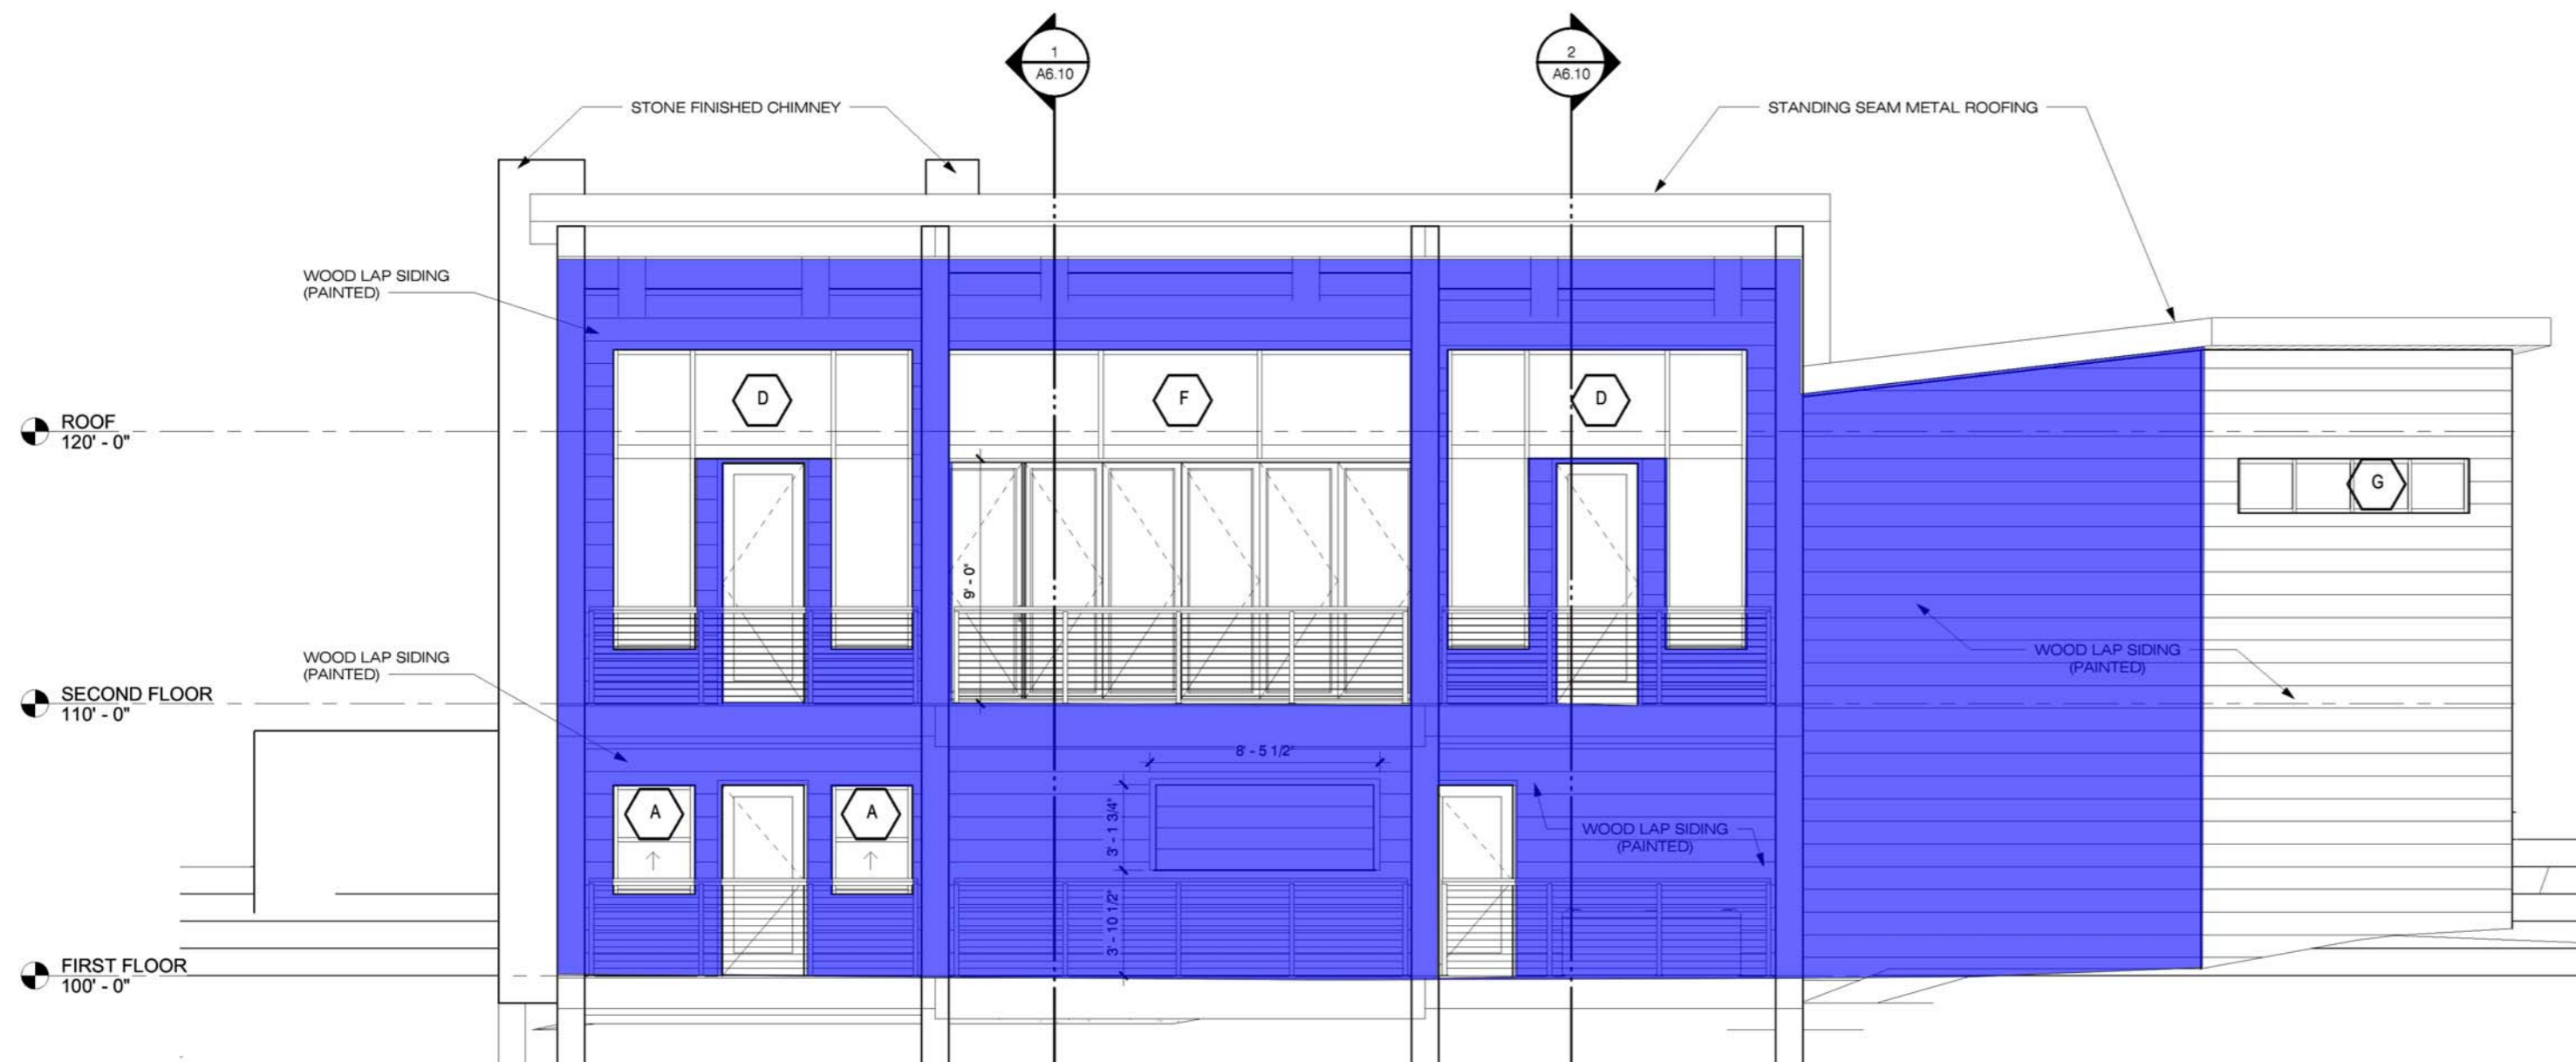 1
A6.10
2
A6.10
STONE FINISHED CHIMNEY
STANDING SEAM METAL ROOFING
WOOD LAP SIDING
(PAINTED)
D
F
D
ROOF
120' - 0"
G
9' - 0"
WOOD LAP SIDING
(PAINTED)
WOOD LAP SIDING
(PAINTED)
SECOND FLOOR
110' - 0"
8' - 5 1/2"
A
A
3' - 1 3/4"
WOOD LAP SIDING
(PAINTED)
3' - 10 1/2"
FIRST FLOOR
100' - 0"